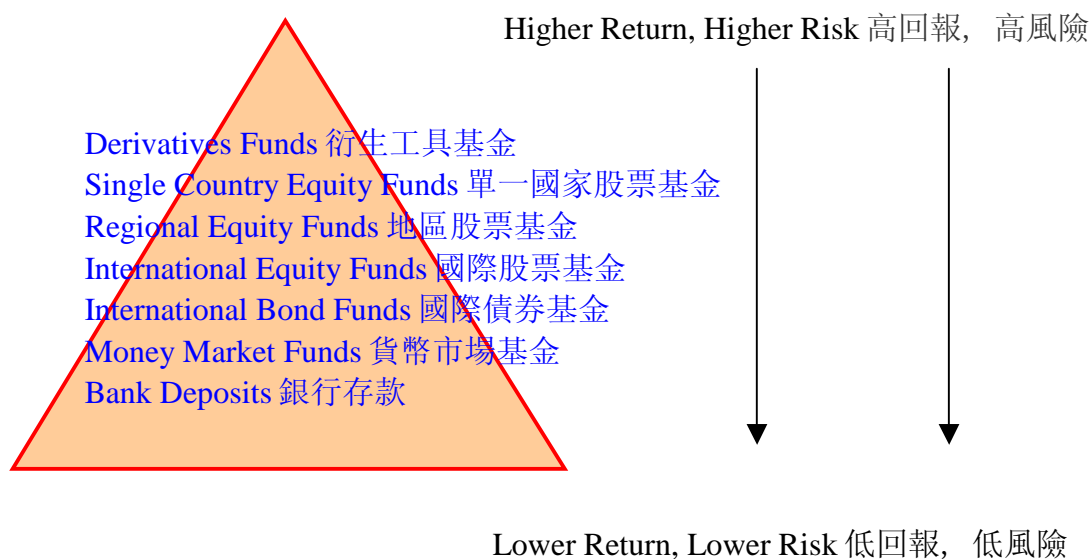 Higher Return, Higher Risk 高回報， 高風險
Derivatives Funds 衍生工具基金
Single Country Equity Funds 單一國家股票基金
Regional Equity Funds 地區股票基金
International Equity Funds 國際股票基金
International Bond Funds 國際債券基金
Money Market Funds 貨幣市場基金
Bank Deposits 銀行存款
Lower Return, Lower Risk 低回報， 低風險